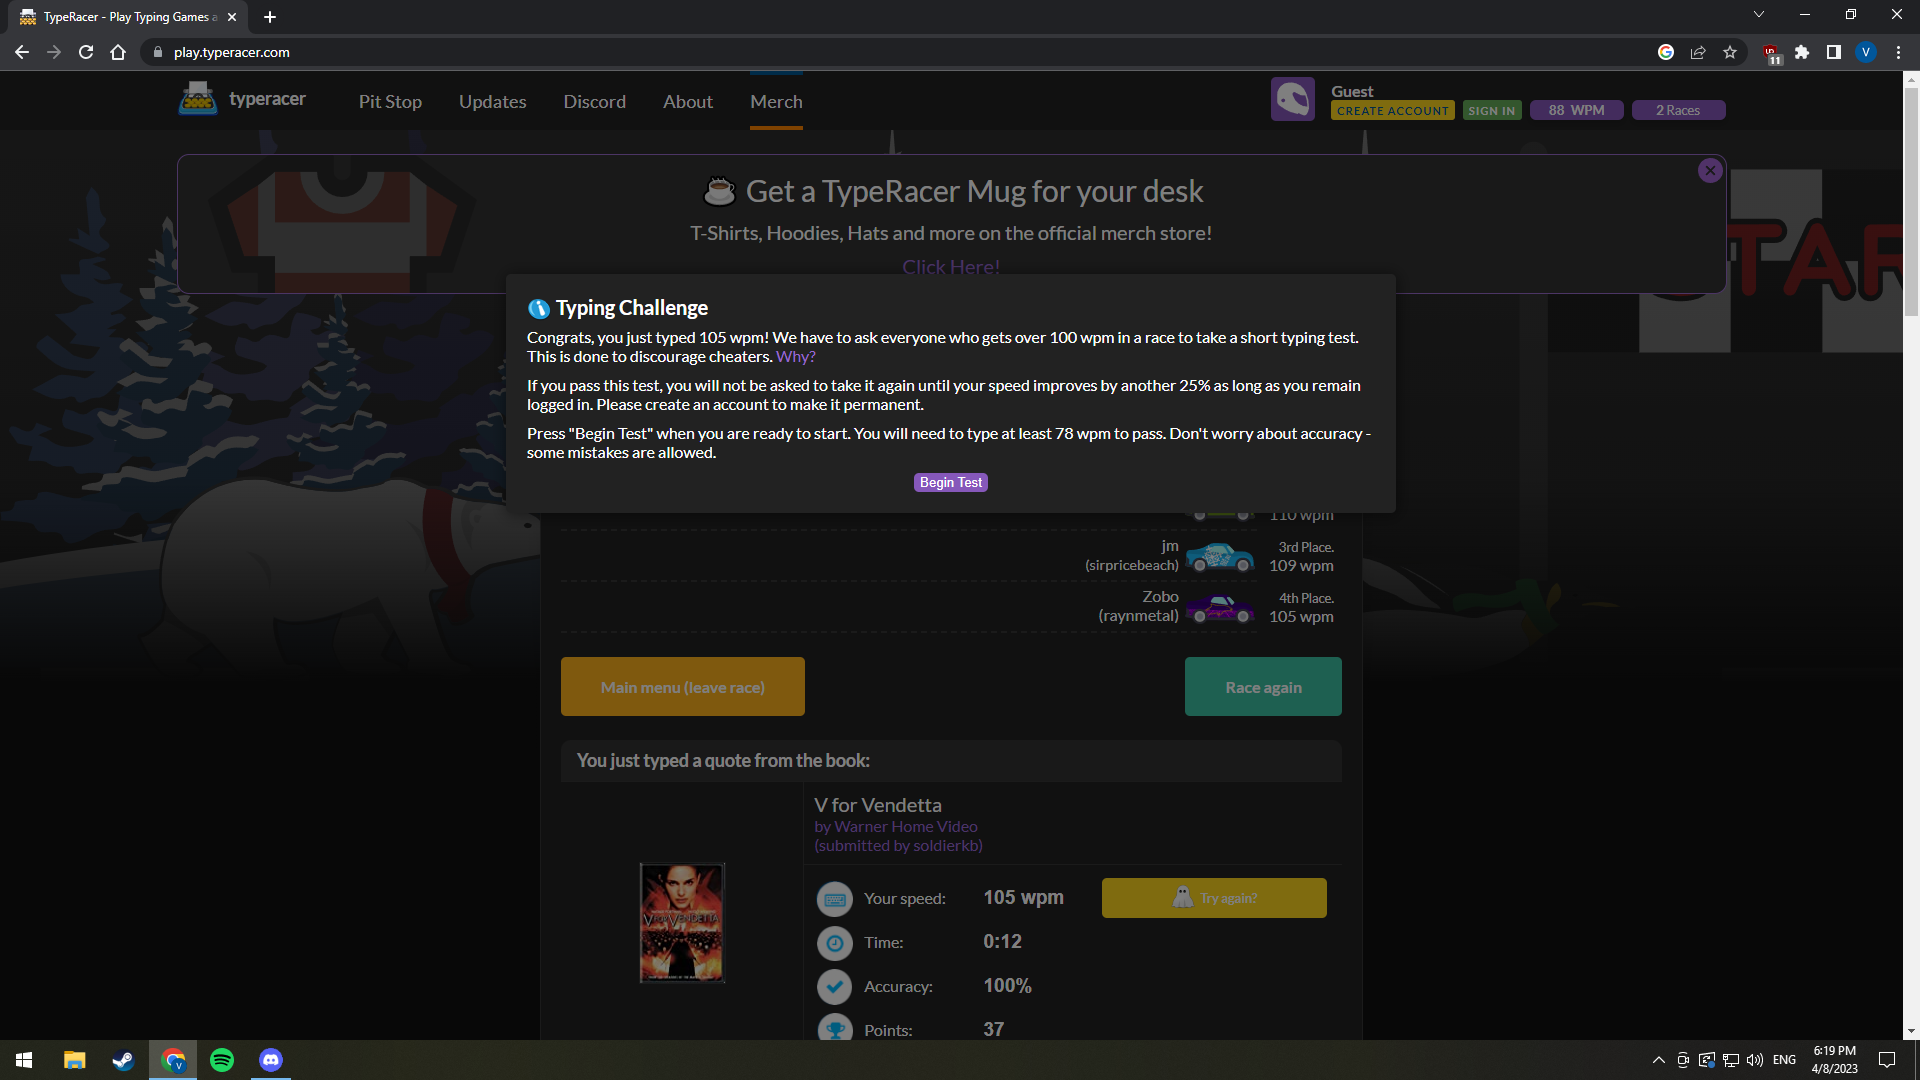 TypeRacer - Play Typing Games a
play.typeracer.com
11
V
typeracer
Pit Stop
Updates
Discord
About
Merch
Guest
CREATE ACCOUNT
SIGN IN
88 WPM
2 Races
Get a TypeRacer Mug for your desk
T-Shirts, Hoodies, Hats and more on the official merch store!
Click Here!
TAR
Typing Challenge
Congrats, you just typed 105 wpm! We have to ask everyone who gets over 100 wpm in a race to take a short typing test.
This is done to discourage cheaters. Why?
If you pass this test, you will not be asked to take it again until your speed improves by another 25% as long as you remain
logged in. Please create an account to make it permanent.
Press "Begin Test" when you are ready to start. You will need to type at least 78 wpm to pass. Don't worry about accuracy -
some mistakes are allowed.
Begin Test
110 wpm
jm
(sirpricebeach)
3rd Place.
109 wpm
Zobo
(raynmetal)
4th Place.
105 wpm
Main menu (leave race)
Race again
You just typed a quote from the book:
V for Vendetta
by Warner Home Video
(submitted by soldierkb)
V FOR VENDETTA
Your speed:
105 wpm
Try again?
Time:
0:12
Accuracy:
100%
Points:
37
V
ENG
6:19 PM
4/8/2023